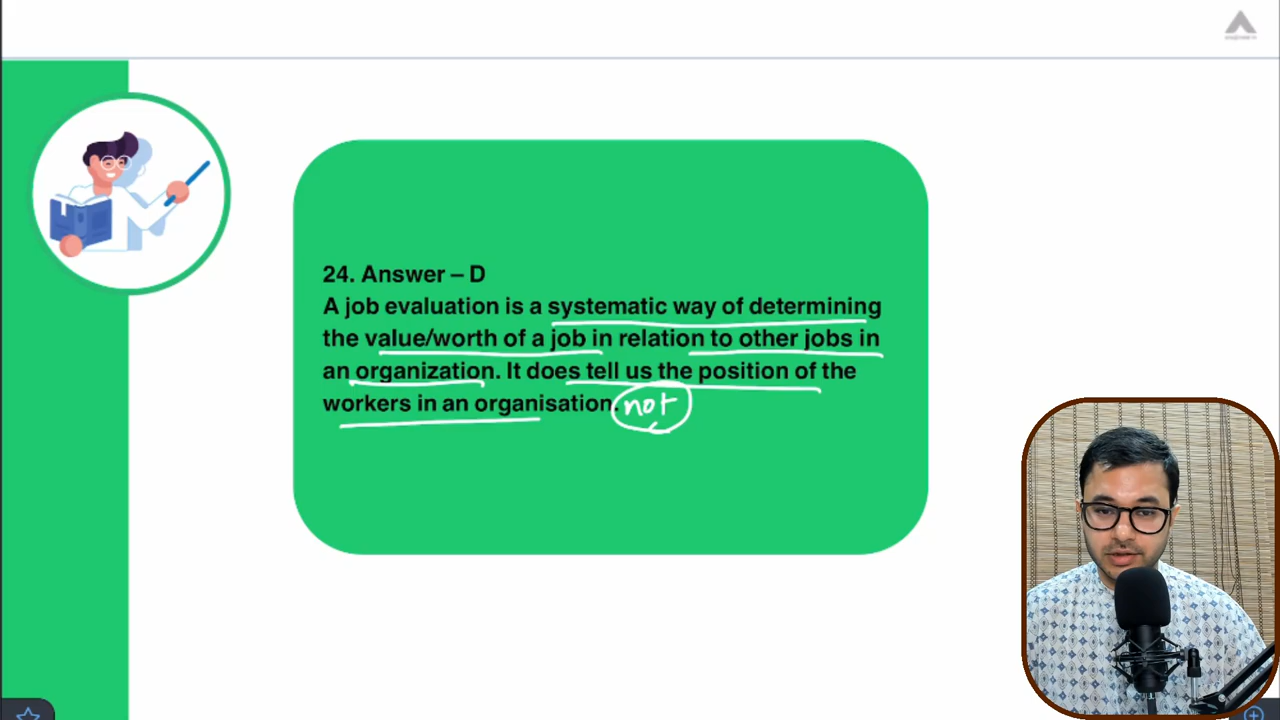 24. Answer – D
A job evaluation is a systematic way of determining
the value/worth of a job in relation to other jobs in
an organization. It does tell us the position of the
workers in an organisation. not